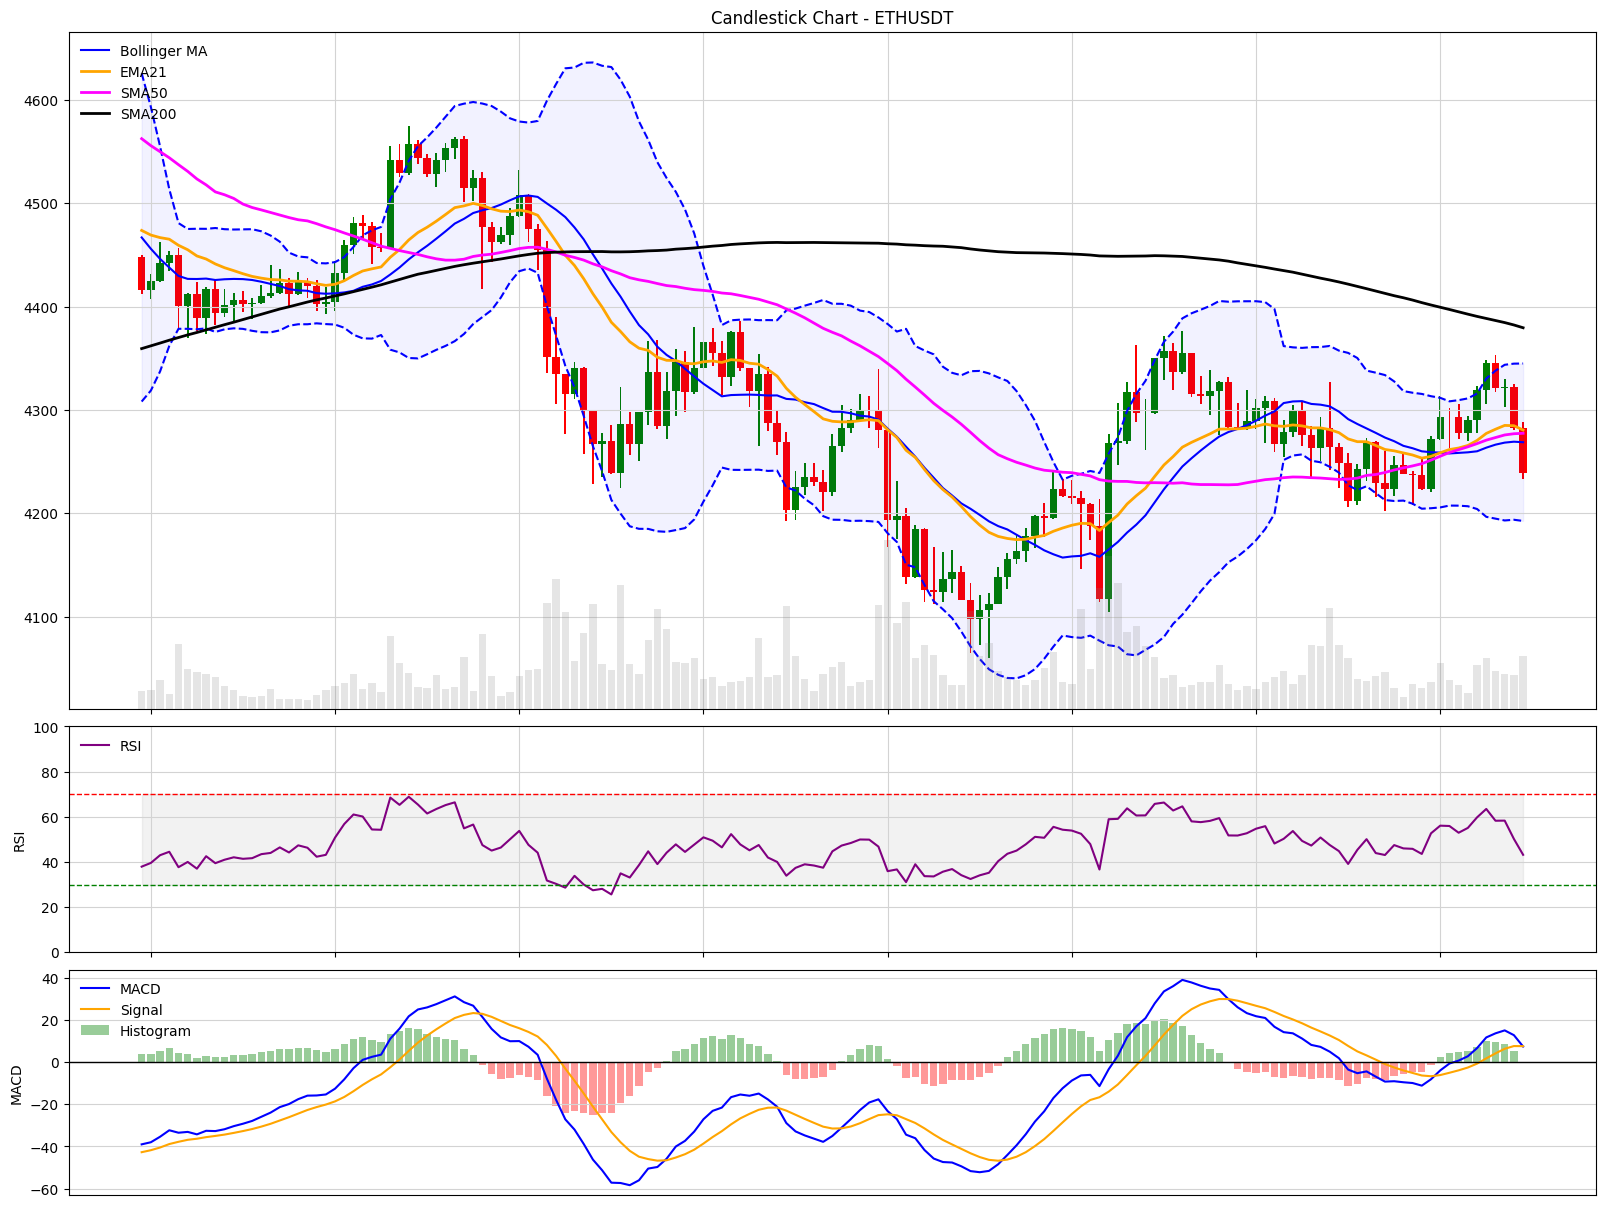 Candlestick Chart - ETHUSDT
Bollinger MA
EMA21
SMA50
SMA200
4600
4500
4400
4300
4200
4100
RSI
100
80
60
40
20
0
RSI
MACD
Signal
Histogram
40
20
0
−20
−40
−60
MACD